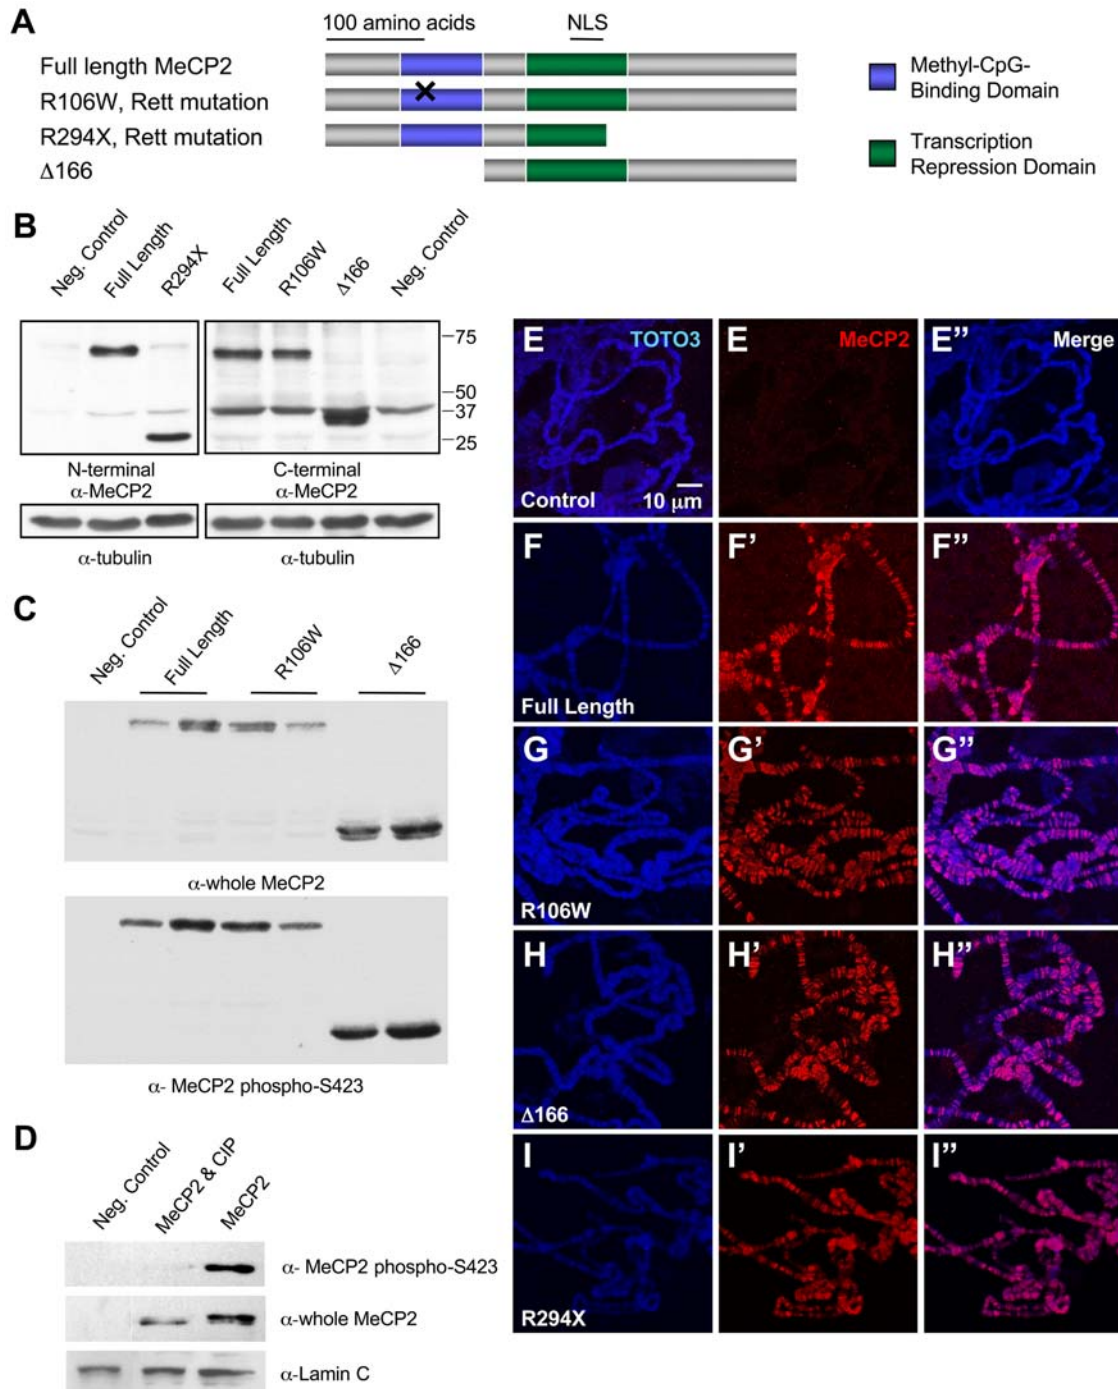 A
100 amino acids
NLS
Full length MeCP2
R106W, Rett mutation
R294X, Rett mutation
Δ166
Methyl-CpG-
Binding Domain
Transcription
Repression Domain
B
Neg. Control
Full Length
R294X
Full Length
R106W
Δ166
Neg. Control
75
50
37
25
N-terminal
α-MeCP2
C-terminal
α-MeCP2
α-tubulin
α-tubulin
C
Neg. Control
Full Length
R106W
Δ166
α-whole MeCP2
α- MeCP2 phospho-S423
D
Neg. Control
MeCP2 & CIP
MeCP2
α- MeCP2 phospho-S423
α-whole MeCP2
α-Lamin C
E TOTO3
Control
10 μm
E MeCP2
E” Merge
F
Full Length
F’
F”
G
R106W
G’
G”
H
Δ166
H’
H”
I
R294X
I’
I”